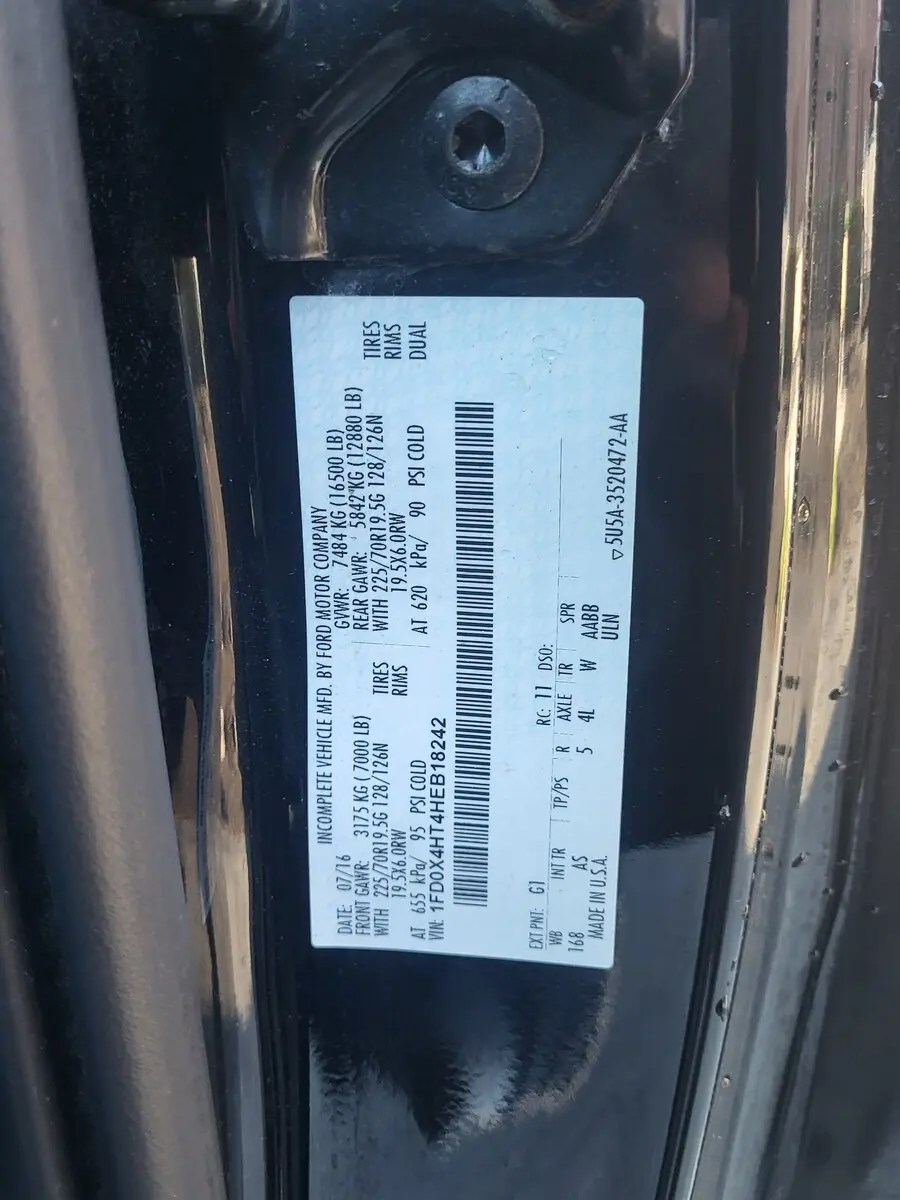 INCOMPLETE VEHICLE MFD. BY FORD MOTOR COMPANY
DATE: 07/16 GVWR: 7484 KG (16500 LB)
FRONT GAWR: 3175 KG ( 7000 LB) REAR GAWR: 5842 KG (12880 LB)
WITH 225/70R19.5G 128/126N TIRES WITH 225/70R19.5G 128/126N TIRES
19.5X6.0RW RIMS 19.5X6.0RW RIMS
AT 655 kPa/ 95 PSI COLD AT 620 kPa/ 90 PSI COLD DUAL
VIN: 1FD0X4HT4HEB18242
EXT PNT: G1 RC: 11 DSO:
WB INT TR TP/PS R AXLE TR SPR
168 AS 5 4L W AABB
MADE IN U.S.A. ULN ▽5U5A-3520472-AA